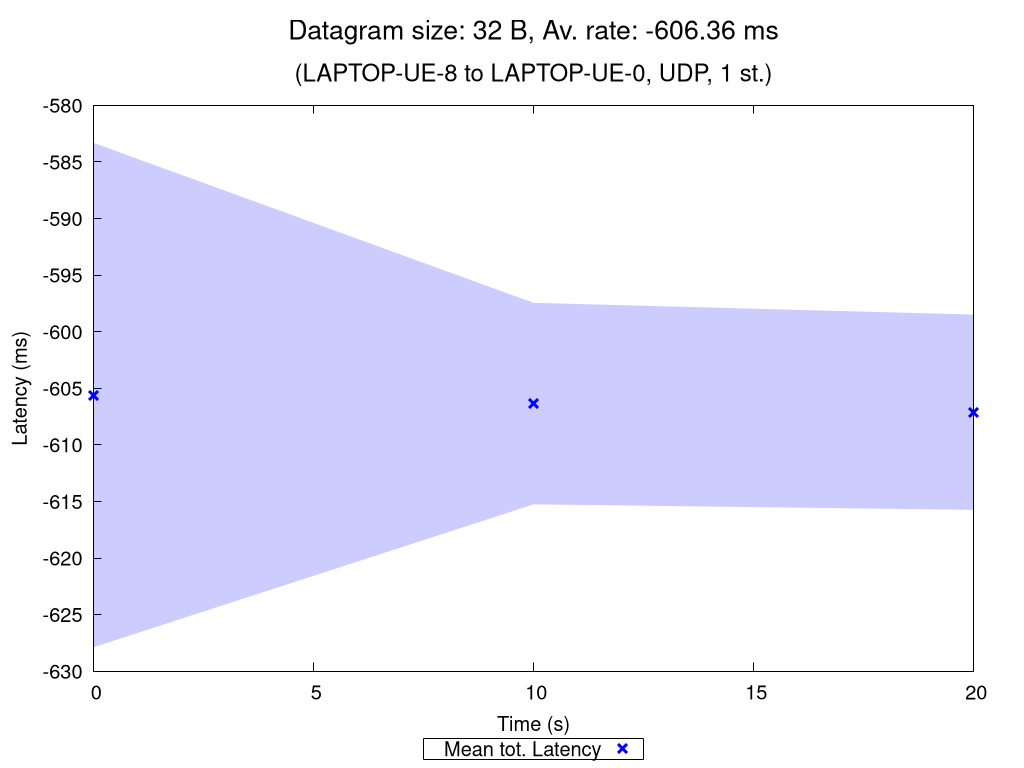 Datagram size: 32 B, Av. rate: -606.36 ms
(LAPTOP-UE-8 to LAPTOP-UE-0, UDP, 1 st.)
-580
-585
-590
-595
-600
-605
-610
-615
-620
-625
-630
Latency (ms)
0 5 10 15 20
Time (s)
Mean tot. Latency